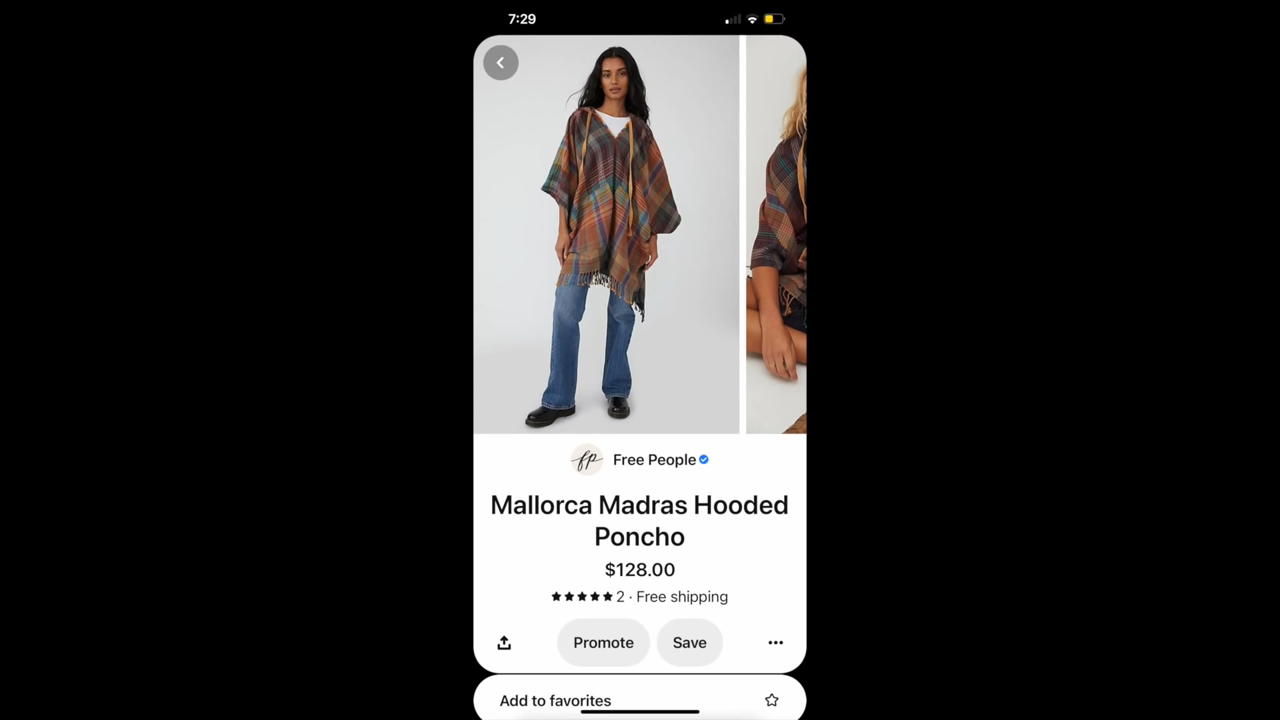 7:29
fp
Free People
Mallorca Madras Hooded
Poncho
$128.00
★★★★★ 2 · Free shipping
Promote
Save
Add to favorites